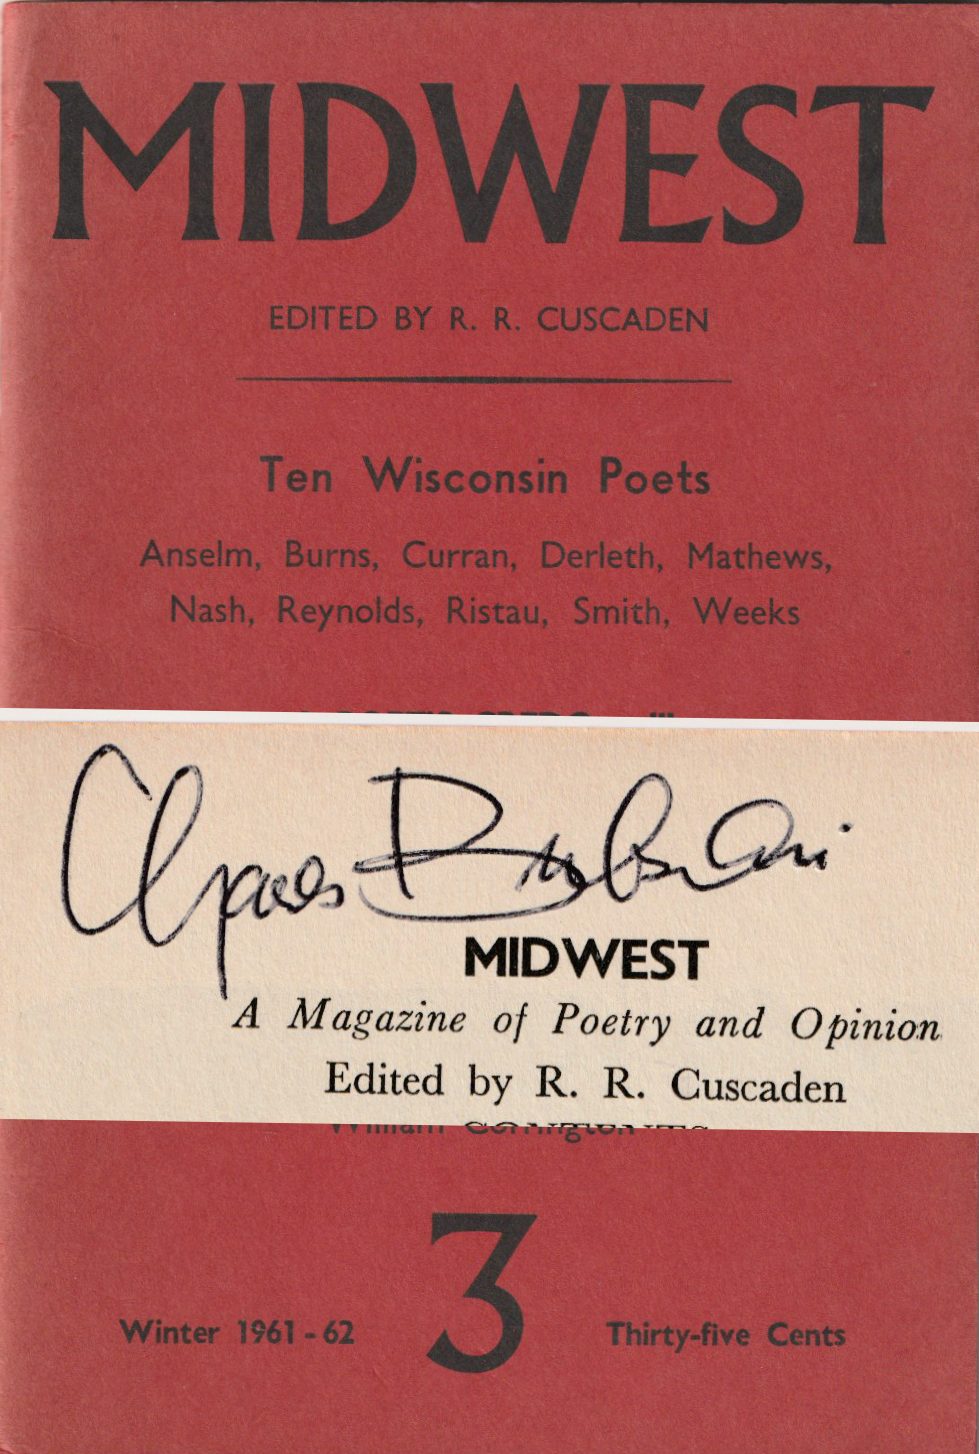 MIDWEST
EDITED BY R. R. CUSCADEN
Ten Wisconsin Poets
Anselm, Burns, Curran, Derleth, Mathews,
Nash, Reynolds, Ristau, Smith, Weeks
MIDWEST
A Magazine of Poetry and Opinion
Edited by R. R. Cuscaden
3
Winter 1961-62
Thirty-five Cents